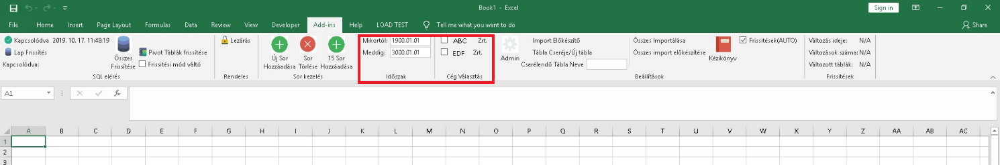 Book1 - Excel
Sign in
File Home Insert Page Layout Formulas Data Review View Developer Add-ins Help LOAD TEST Tell me what you want to do Share
Kapcsolódva 2019. 10. 17. 11:48:19
Lap Frissítés
Kapcsolódva:
Összes
Frissítése
Pivot Táblák frissítése
Frissítési mód váltó
SQL elérés
Lezárás
Rendeles
Új Sor
Hozzáadása
Sor
Törlése
15 Sor
Hozzáadása
Sor kezelés
Mikortól: 1900.01.01
Meddig: 3000.01.01
Időszak
ABC Zrt.
EDF Zrt.
Cég Választás
Admin
Import Előkészítő
Tábla Cseréje/Új tábla
Cserélendő Tábla Neve
Összes Importálása
Összes import előkészítése
Kézikönyv
Frissítések(AUTO)
Beállítások
Változás ideje: N/A
Változások száma: N/A
Változott táblák: N/A
Frissítések
A1
fx
A B C D E F G H I J K L M N O P Q R S T U V W X Y Z AA AB AC
1
2
3